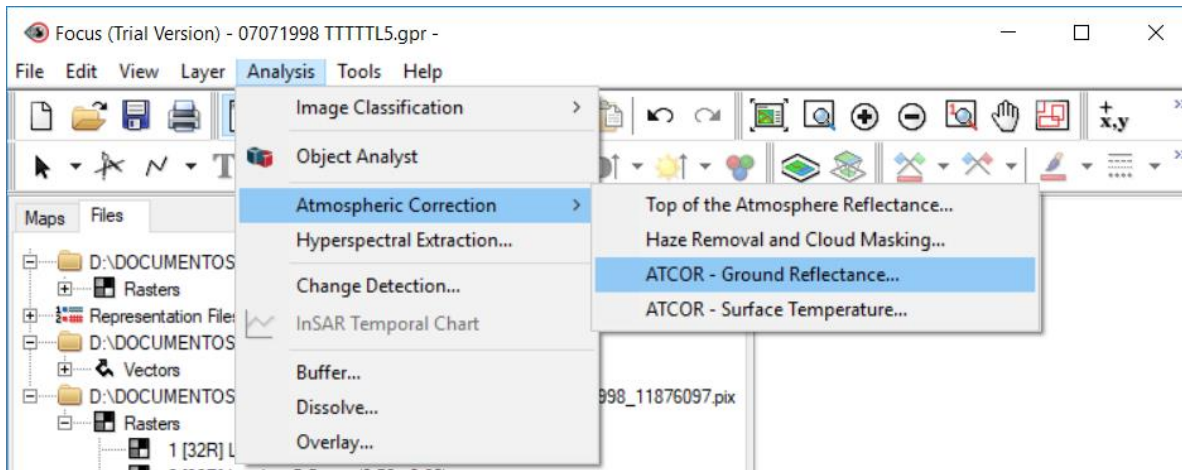 Focus (Trial Version) - 07071998 TTTTTL5.gpr -
File Edit View Layer Analysis Tools Help
Image Classification
Object Analyst
Atmospheric Correction
Hyperspectral Extraction...
Change Detection...
InSAR Temporal Chart
Buffer...
Dissolve...
Overlay...
Top of the Atmosphere Reflectance...
Haze Removal and Cloud Masking...
ATCOR - Ground Reflectance...
ATCOR - Surface Temperature...
x,y
T
Maps Files
D:\DOCUMENTOS
Rasters
Representation Files
D:\DOCUMENTOS
Vectors
D:\DOCUMENTOS 998_11876097.pix
Rasters
1 [32R] L